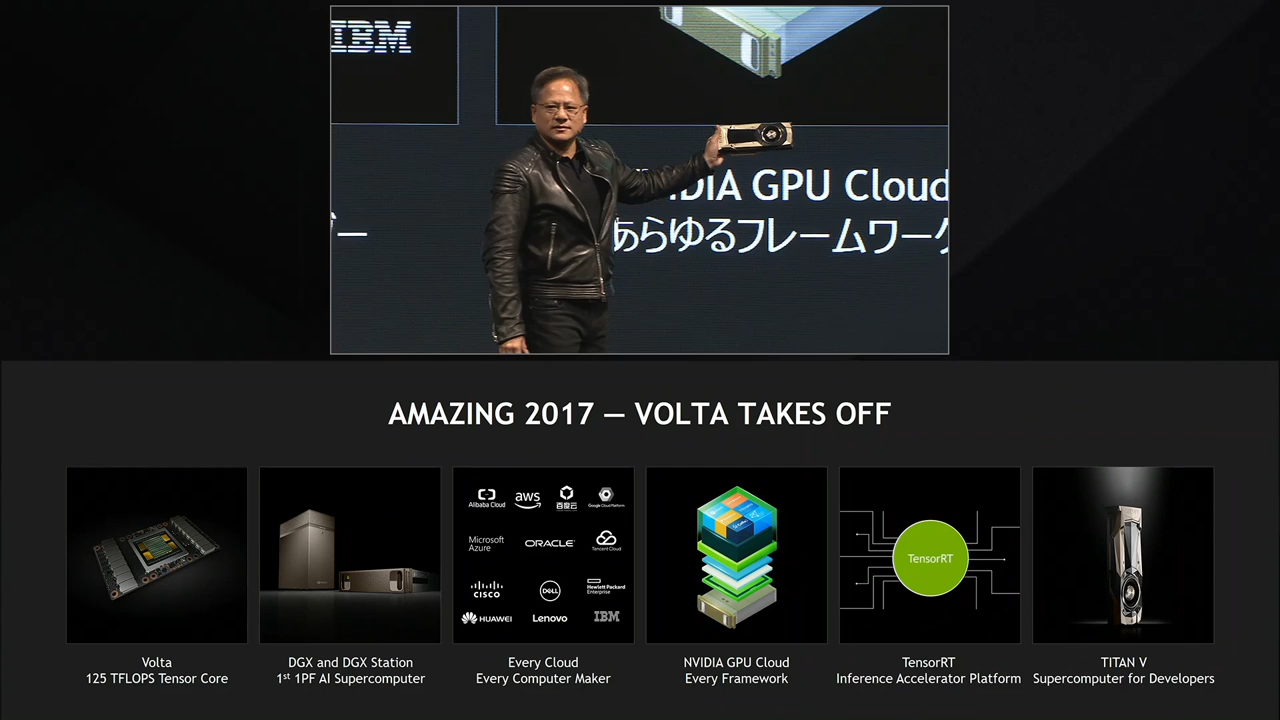 IBM
DIA GPU Cloud
あらゆるフレームワーク
AMAZING 2017 — VOLTA TAKES OFF
Alibaba Cloud
aws
百度云
Google Cloud Platform
Microsoft
Azure
ORACLE
Tencent Cloud
CISCO
DELL
Hewlett Packard
Enterprise
HUAWEI
Lenovo
IBM
TensorRT
Volta
125 TFLOPS Tensor Core
DGX and DGX Station
1st 1PF AI Supercomputer
Every Cloud
Every Computer Maker
NVIDIA GPU Cloud
Every Framework
TensorRT
Inference Accelerator Platform
TITAN V
Supercomputer for Developers